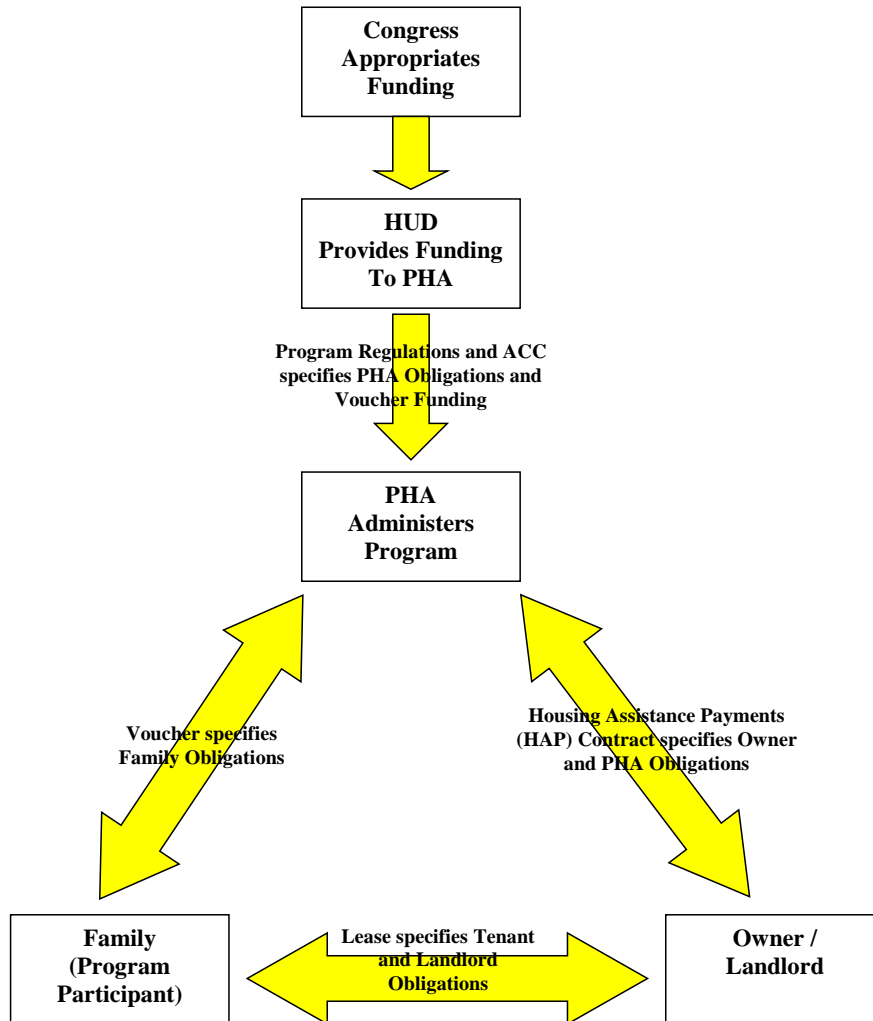 Congress
Appropriates
Funding
HUD
Provides Funding
To PHA
Program Regulations and ACC
specifies PHA Obligations and
Voucher Funding
PHA
Administers
Program
Voucher specifies
Family Obligations
Housing Assistance Payments
(HAP) Contract specifies Owner
and PHA Obligations
Family
(Program
Participant)
Lease specifies Tenant
and Landlord
Obligations
Owner /
Landlord